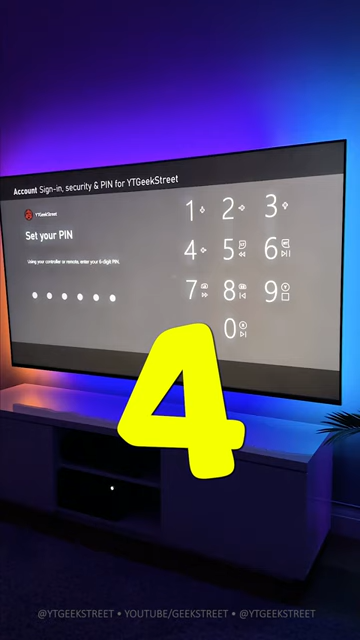 Account Sign-in, security & PIN for YTGeekStreet
YTGeekStreet
Set your PIN
Using your controller or remote, enter your 6-digit PIN.
1 2 3
4 5 6
7 8 9
0
4
@YTGEEKSTREET • YOUTUBE/GEEKSTREET • @YTGEEKSTREET